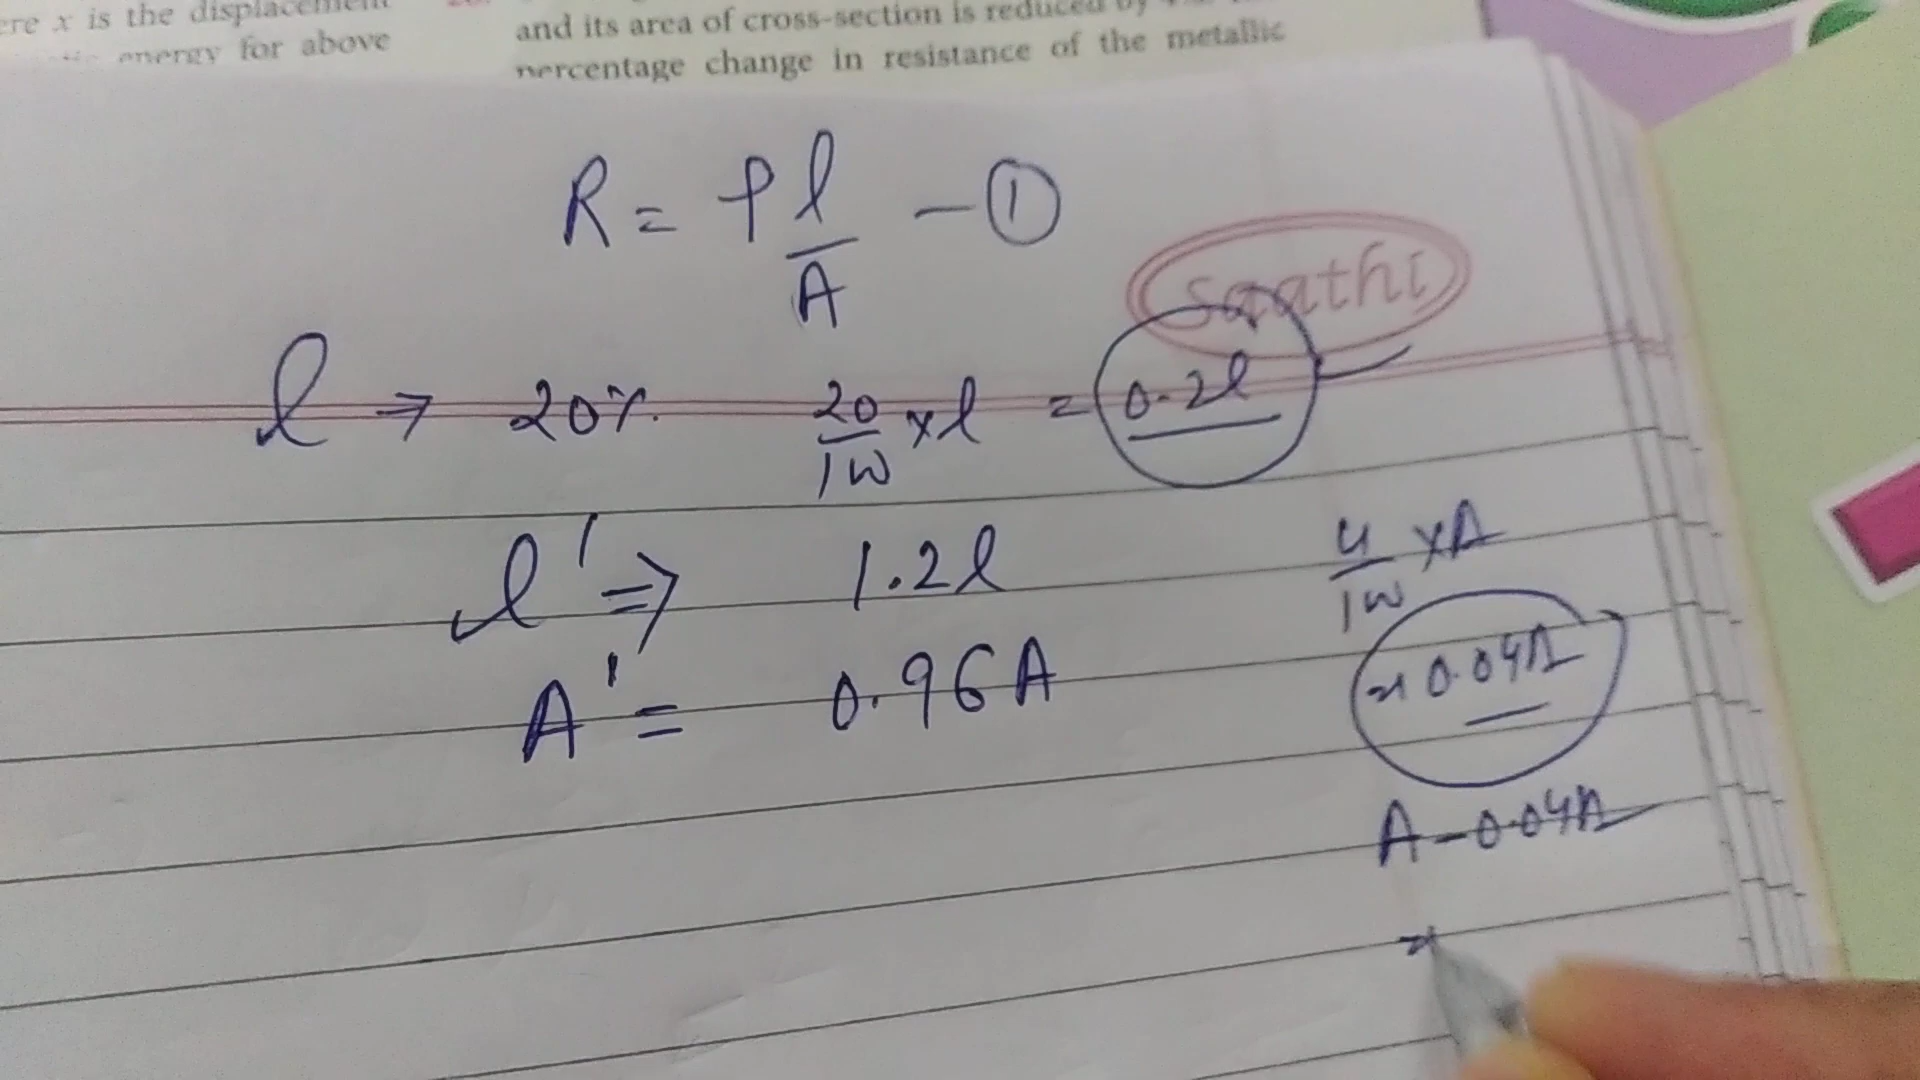 ere x is the displacement
energy for above
and its area of cross-section is reduced by
percentage change in resistance of the metallic
R = ρ l/A - ①
saathi
l → 20% 20/100 × l = 0.2l
l' ⇒ 1.2l
4/100 × A
A' = 0.96A
= 0.04A
A - 0.04A
=